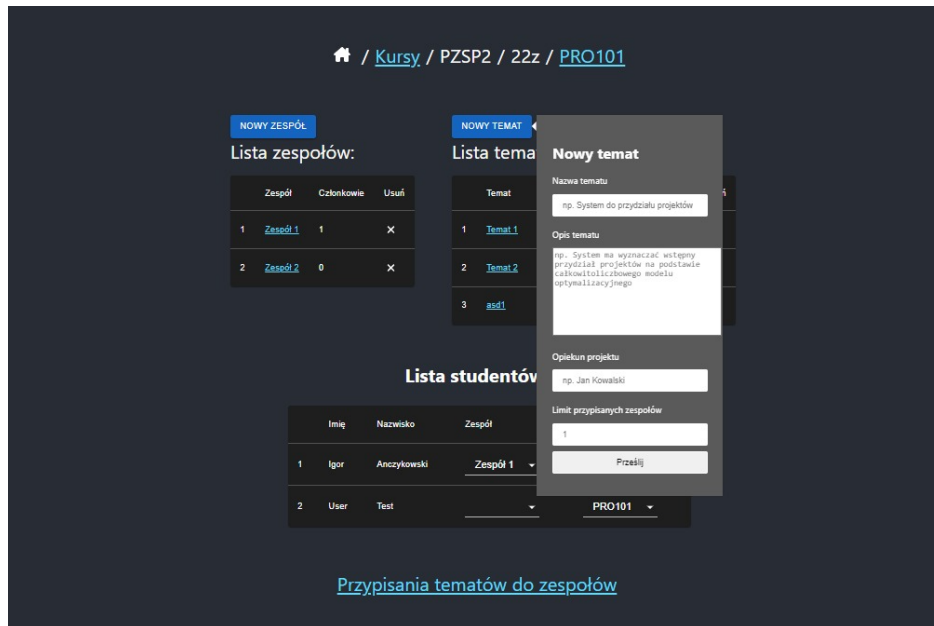 / Kursy / PZSP2 / 22z / PRO101
NOWY ZESPÓŁ
Lista zespołów:
Zespół Członkowie Usuń
1 Zespół 1 1 ×
2 Zespół 2 0 ×
NOWY TEMAT
Lista tema
Temat ń
1 Temat 1
2 Temat 2
3 asd1
Nowy temat
Nazwa tematu
np. System do przydziału projektów
Opis tematu
np. System ma wyznaczać wstępny
przydział projektów na podstawie
całkowitoliczbowego modelu
optymalizacyjnego
Opiekun projektu
np. Jan Kowalski
Limit przypisanych zespołów
1
Prześlij
Lista studentów
Imię Nazwisko Zespół
1 Igor Anczykowski Zespół 1
2 User Test PRO101
Przypisania tematów do zespołów